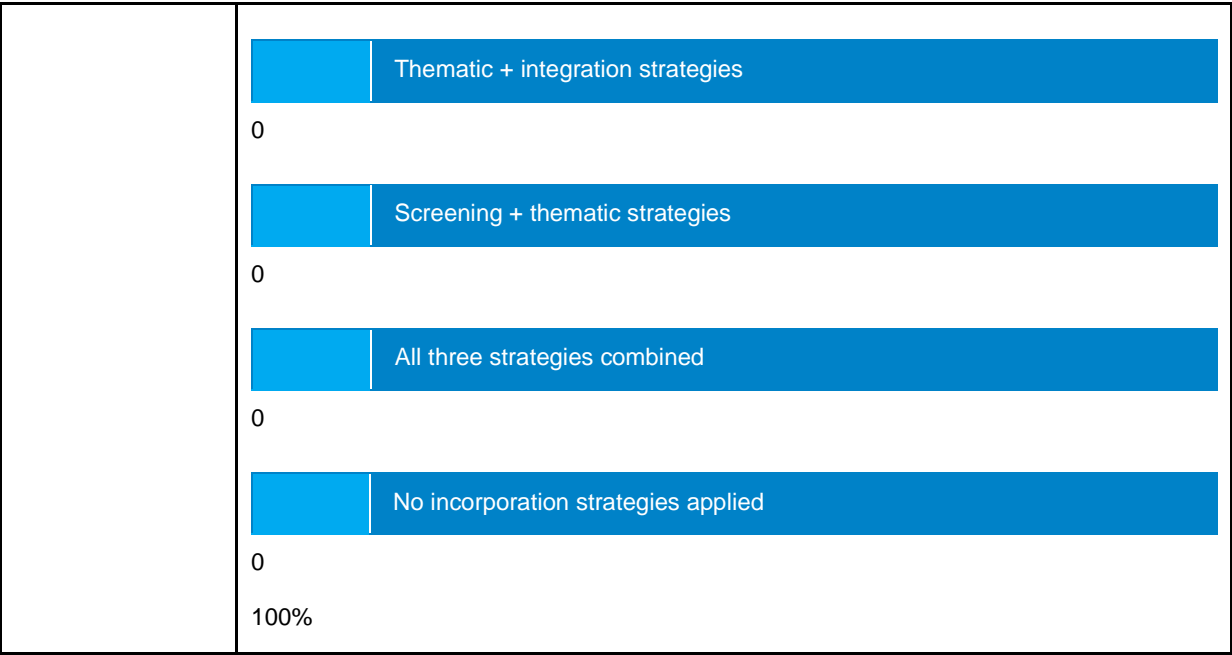 Thematic + integration strategies
0
Screening + thematic strategies
0
All three strategies combined
0
No incorporation strategies applied
0
100%